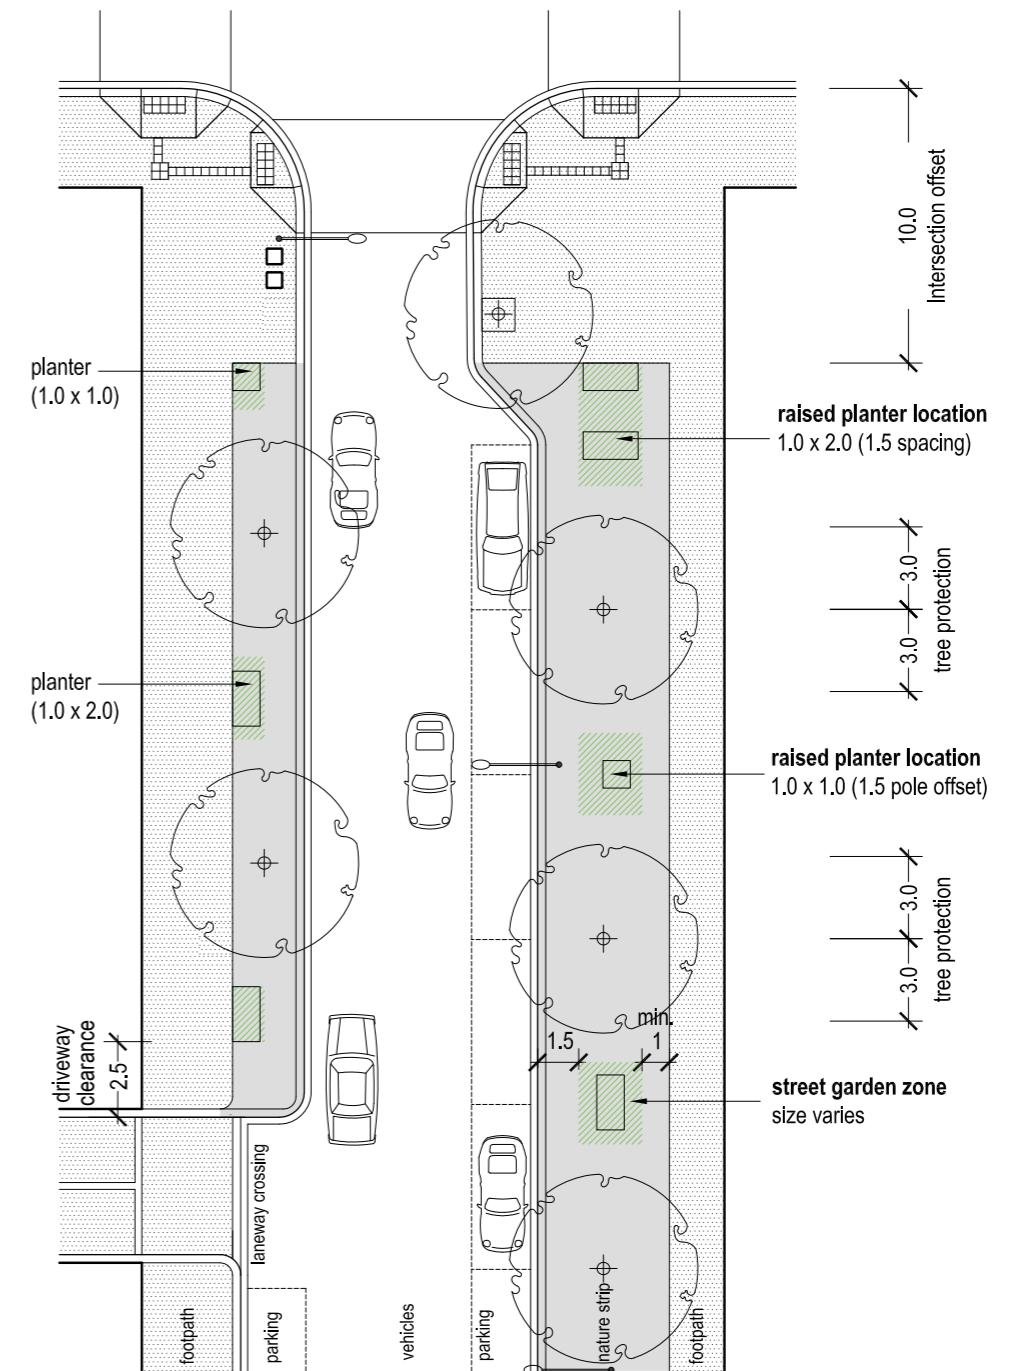 10.0
Intersection offset
planter
(1.0 x 1.0)
raised planter location
1.0 x 2.0 (1.5 spacing)
3.0
3.0
tree protection
planter
(1.0 x 2.0)
raised planter location
1.0 x 1.0 (1.5 pole offset)
3.0
3.0
tree protection
driveway
clearance
2.5
1.5
min.
1
street garden zone
size varies
laneway crossing
footpath
parking
vehicles
parking
nature strip
footpath